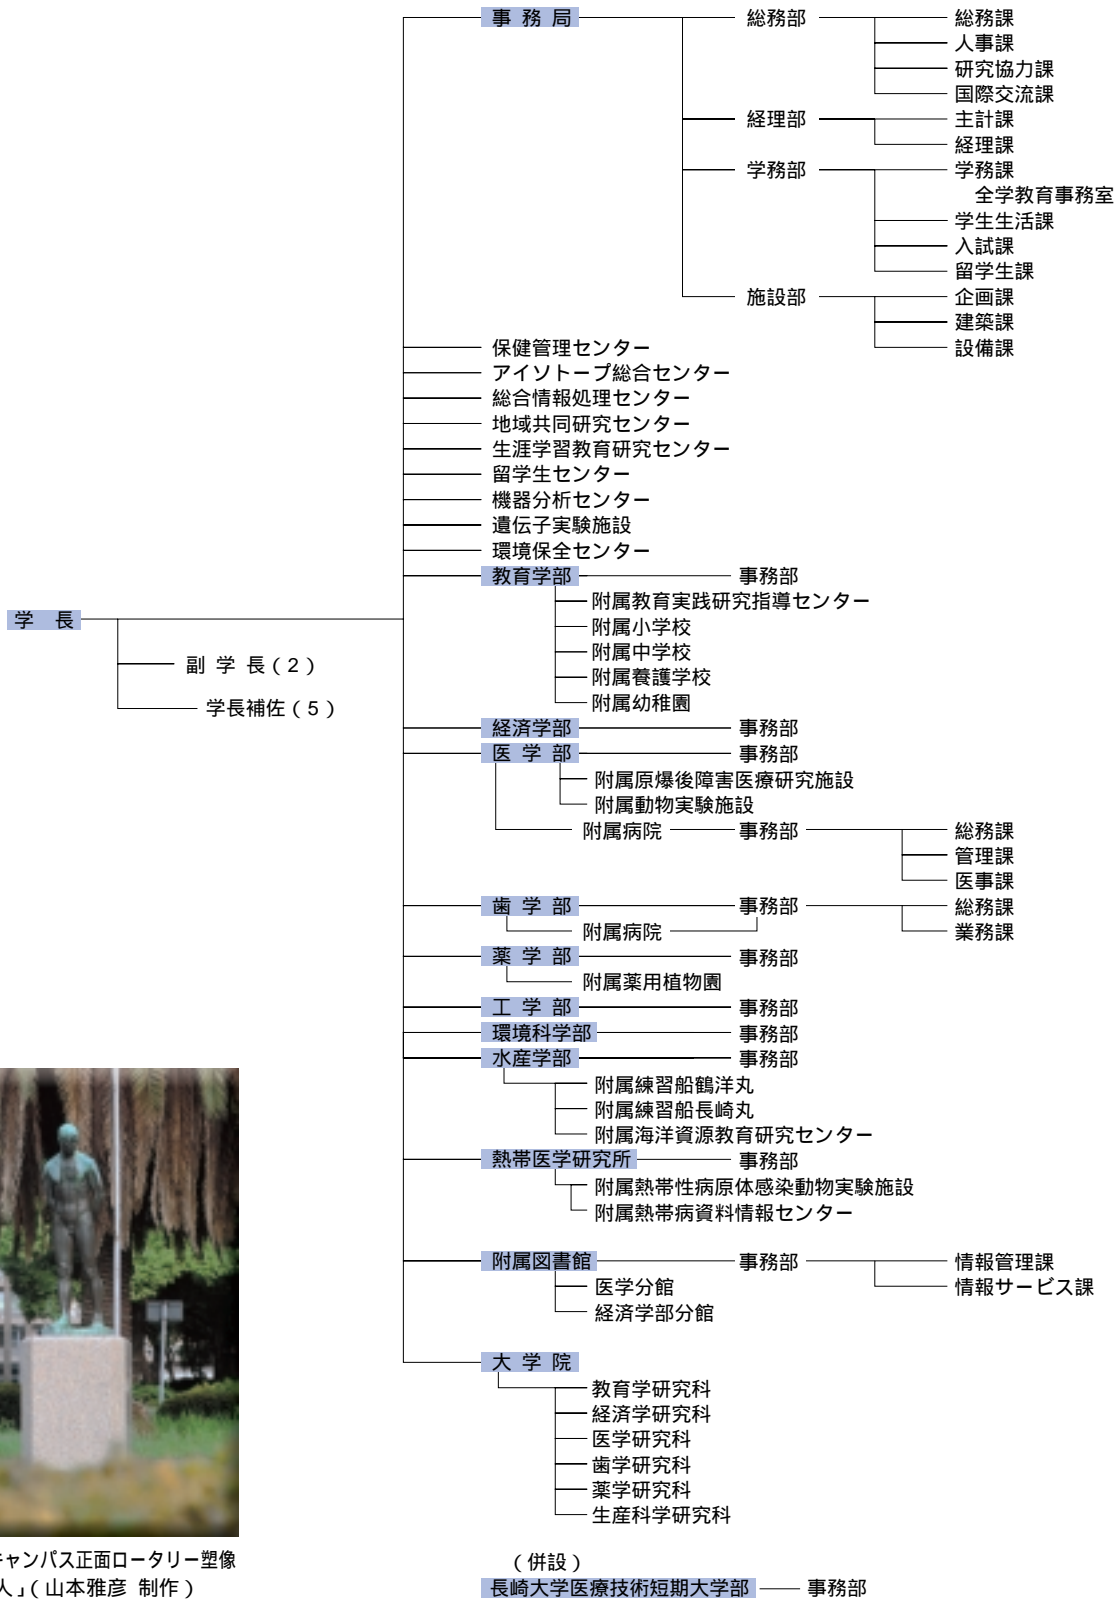 事務局 総務部 総務課
人事課
研究協力課
国際交流課
経理部 主計課
経理課
学務部 学務課
全学教育事務室
学生生活課
入試課
留学生課
施設部 企画課
建築課
設備課
保健管理センター
アイソトープ総合センター
総合情報処理センター
地域共同研究センター
生涯学習教育研究センター
留学生センター
機器分析センター
遺伝子実験施設
環境保全センター
教育学部 事務部
附属教育実践研究指導センター
附属小学校
附属中学校
附属養護学校
附属幼稚園
学 長
副 学 長(2)
学長補佐(5)
経済学部 事務部
医学部 事務部
附属原爆後障害医療研究施設
附属動物実験施設
附属病院 事務部 総務課
管理課
医事課
歯学部 事務部 総務課
附属病院 業務課
薬学部 事務部
附属薬用植物園
工学部 事務部
環境科学部 事務部
水産学部 事務部
附属練習船鶴洋丸
附属練習船長崎丸
附属海洋資源教育研究センター
熱帯医学研究所 事務部
附属熱帯性病原体感染動物実験施設
附属熱帯病資料情報センター
附属図書館 事務部 情報管理課
医学分館 情報サービス課
経済学部分館
大学院
教育学研究科
経済学研究科
医学研究科
歯学研究科
薬学研究科
生産科学研究科
キャンパス正面ロータリー塑像
人」(山本雅彦 制作)
(併設)
長崎大学医療技術短期大学部 事務部